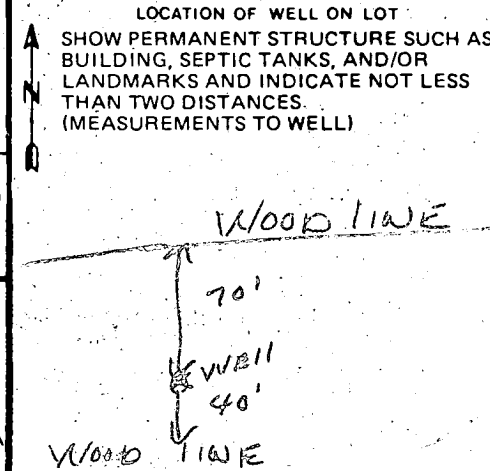 LOCATION OF WELL ON LOT
SHOW PERMANENT STRUCTURE SUCH AS
BUILDING, SEPTIC TANKS, AND/OR
LANDMARKS AND INDICATE NOT LESS
THAN TWO DISTANCES.
(MEASUREMENTS TO WELL)
N
WOOD LINE
70'
WELL
40'
WOOD LINE